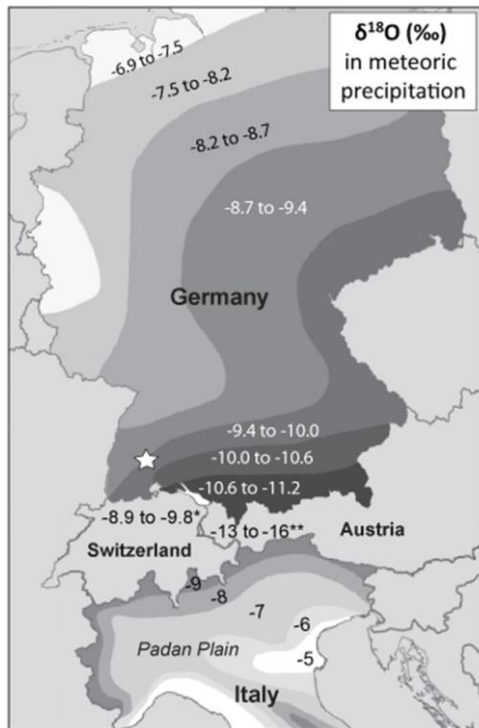 δ¹⁸O (‰)
in meteoric
precipitation
-6.9 to -7.5
-7.5 to -8.2
-8.2 to -8.7
-8.7 to -9.4
Germany
-9.4 to -10.0
-10.0 to -10.6
-10.6 to -11.2
-8.9 to -9.8*
-13 to -16**
Austria
Switzerland
-9
-8
-7
-6
Padan Plain
-5
Italy